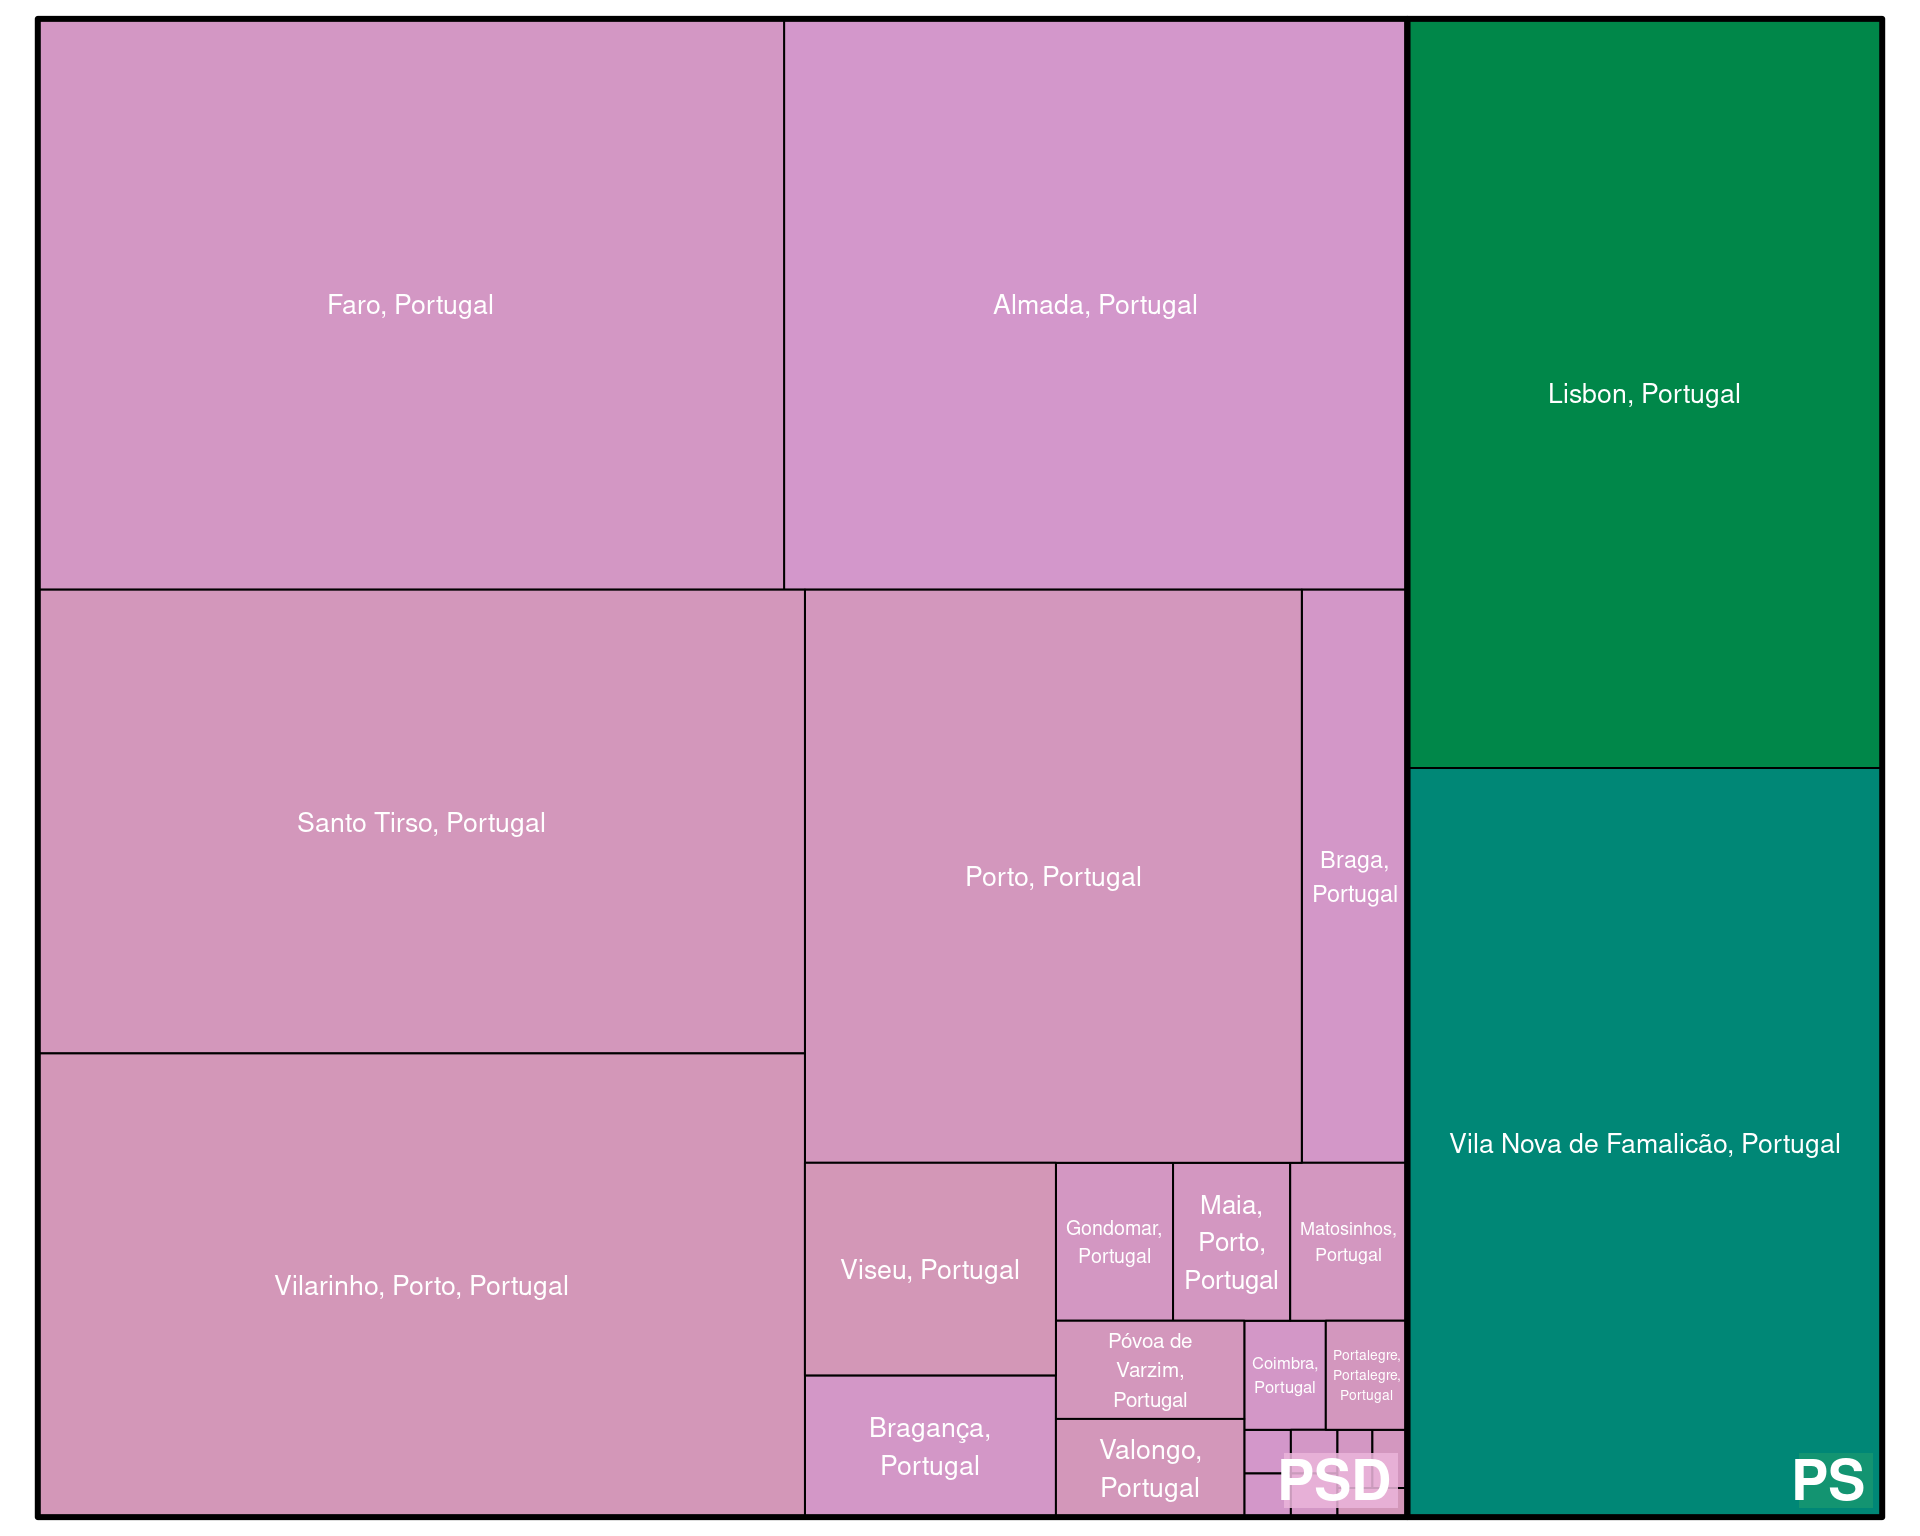 Faro, Portugal
Almada, Portugal
Lisbon, Portugal
Santo Tirso, Portugal
Porto, Portugal
Braga,
Portugal
Vila Nova de Famalicão, Portugal
Vilarinho, Porto, Portugal
Viseu, Portugal
Gondomar,
Portugal
Maia,
Porto,
Portugal
Matosinhos,
Portugal
Póvoa de
Varzim,
Portugal
Coimbra,
Portugal
Portalegre,
Portalegre,
Portugal
Bragança,
Portugal
Valongo,
Portugal
PSD
PS